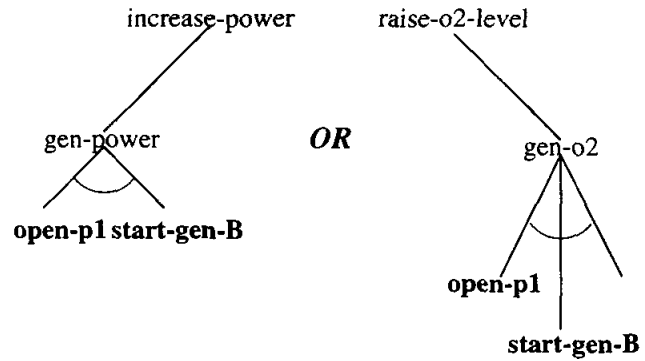 increase-power
raise-o2-level
gen-power
OR
gen-o2
open-p1 start-gen-B
open-p1
start-gen-B